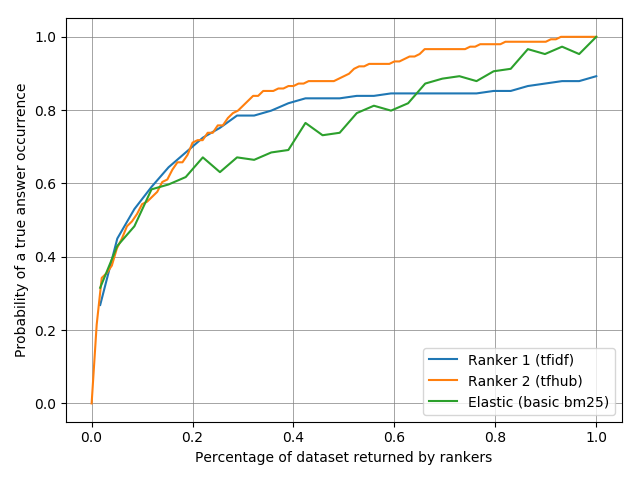 1.0
0.8
0.6
0.4
0.2
0.0
Probability of a true answer occurrence
Ranker 1 (tfidf)
Ranker 2 (tfhub)
Elastic (basic bm25)
0.0 0.2 0.4 0.6 0.8 1.0
Percentage of dataset returned by rankers